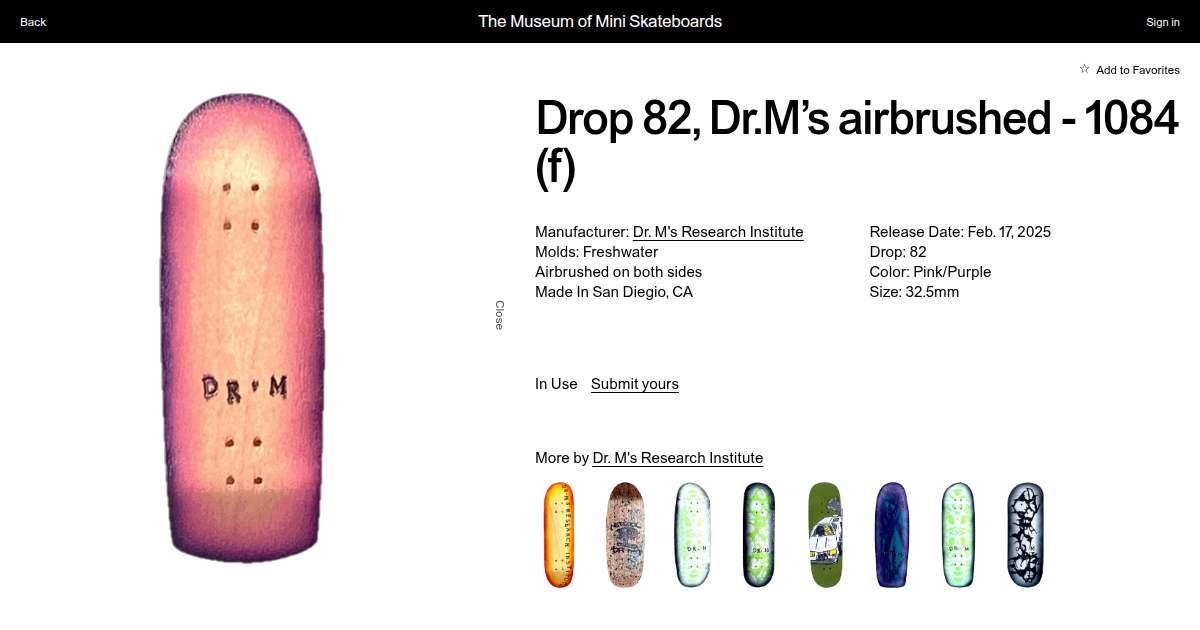 Back
The Museum of Mini Skateboards
Sign in
☆ Add to Favorites
Drop 82, Dr.M’s airbrushed - 1084
(f)
Manufacturer: Dr. M's Research Institute
Molds: Freshwater
Airbrushed on both sides
Made In San Diegio, CA
Release Date: Feb. 17, 2025
Drop: 82
Color: Pink/Purple
Size: 32.5mm
DR•M
Close
In Use Submit yours
More by Dr. M's Research Institute